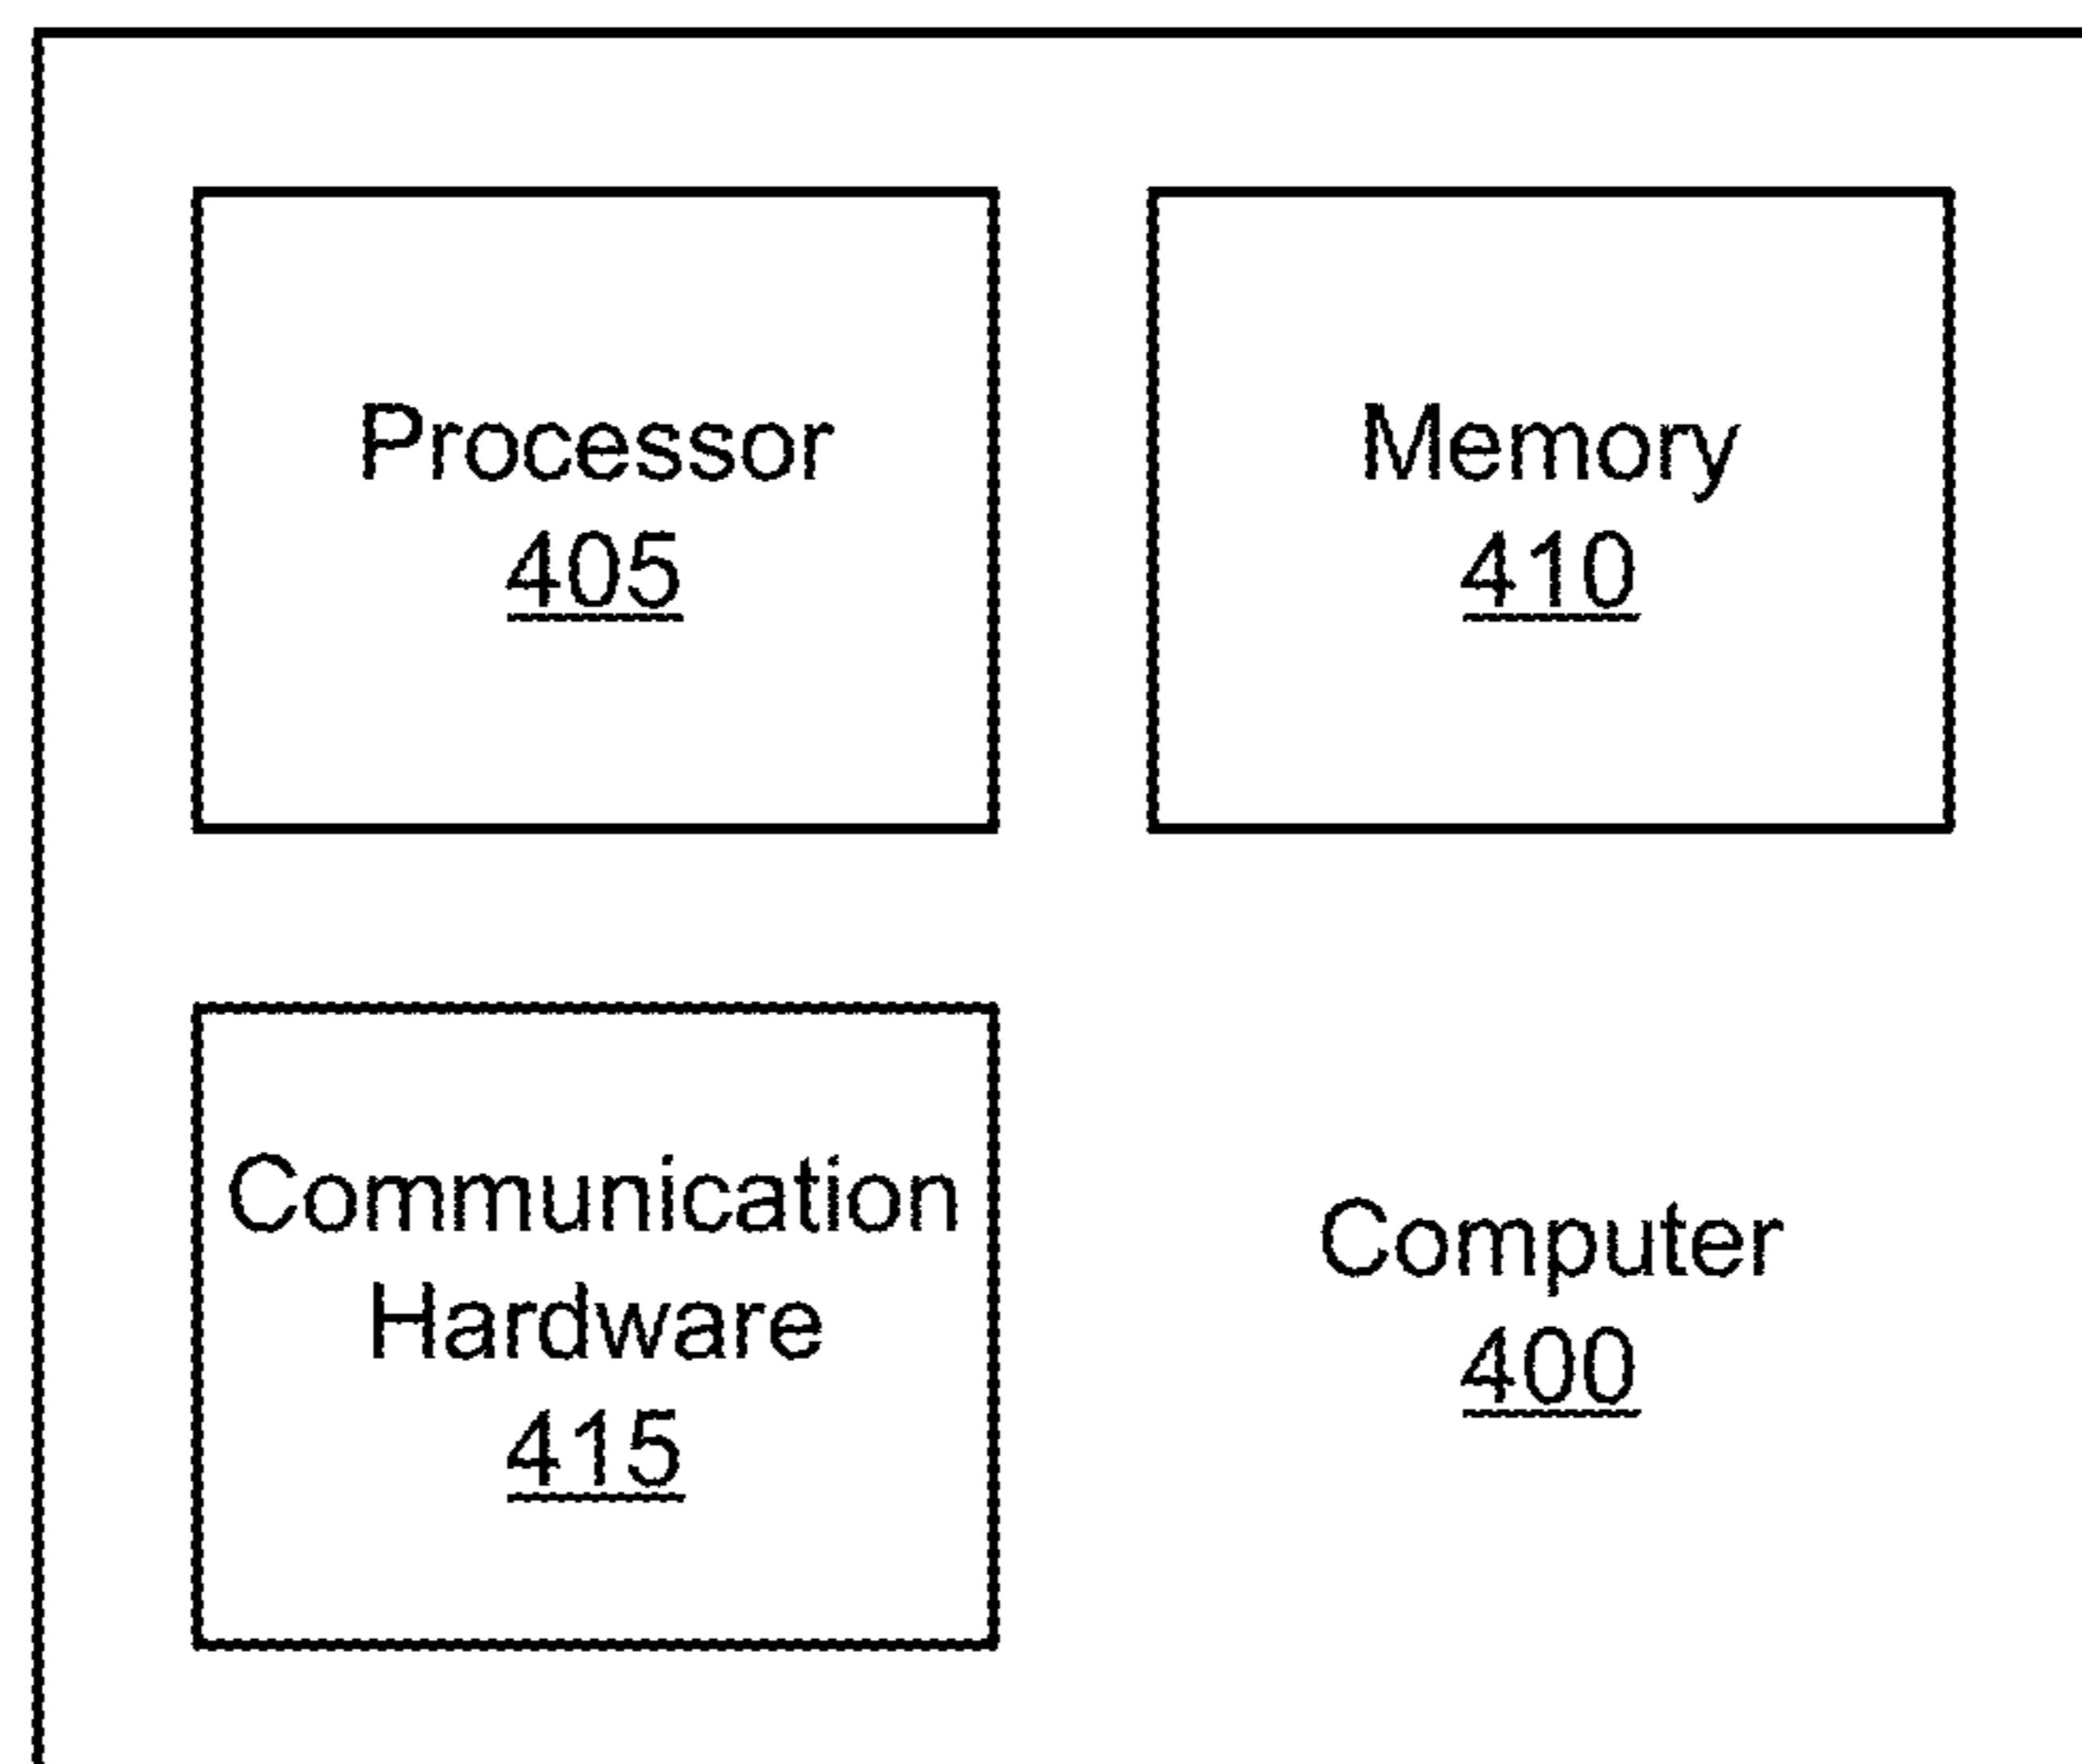 Processor
405
Memory
410
Communication
Hardware
415
Computer
400